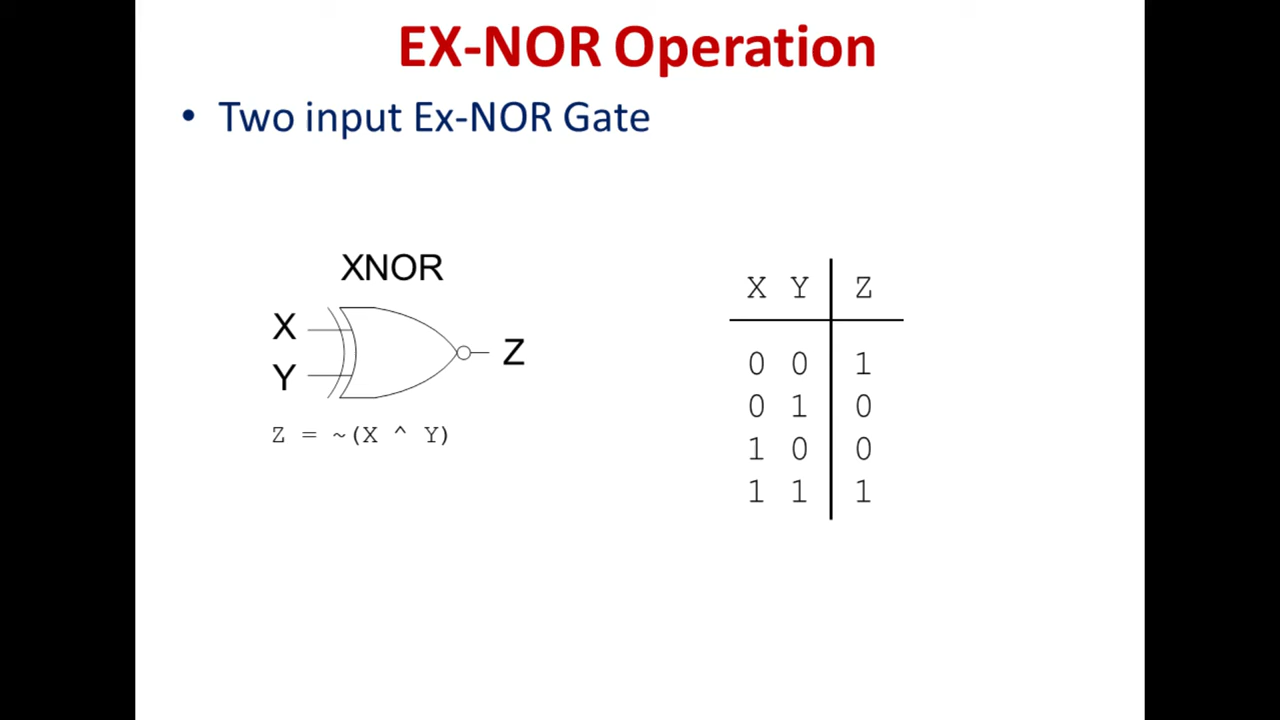 EX-NOR Operation
• Two input Ex-NOR Gate
XNOR
X
Y
Z
Z = ~(X ^ Y)
X Y Z
0 0 1
0 1 0
1 0 0
1 1 1